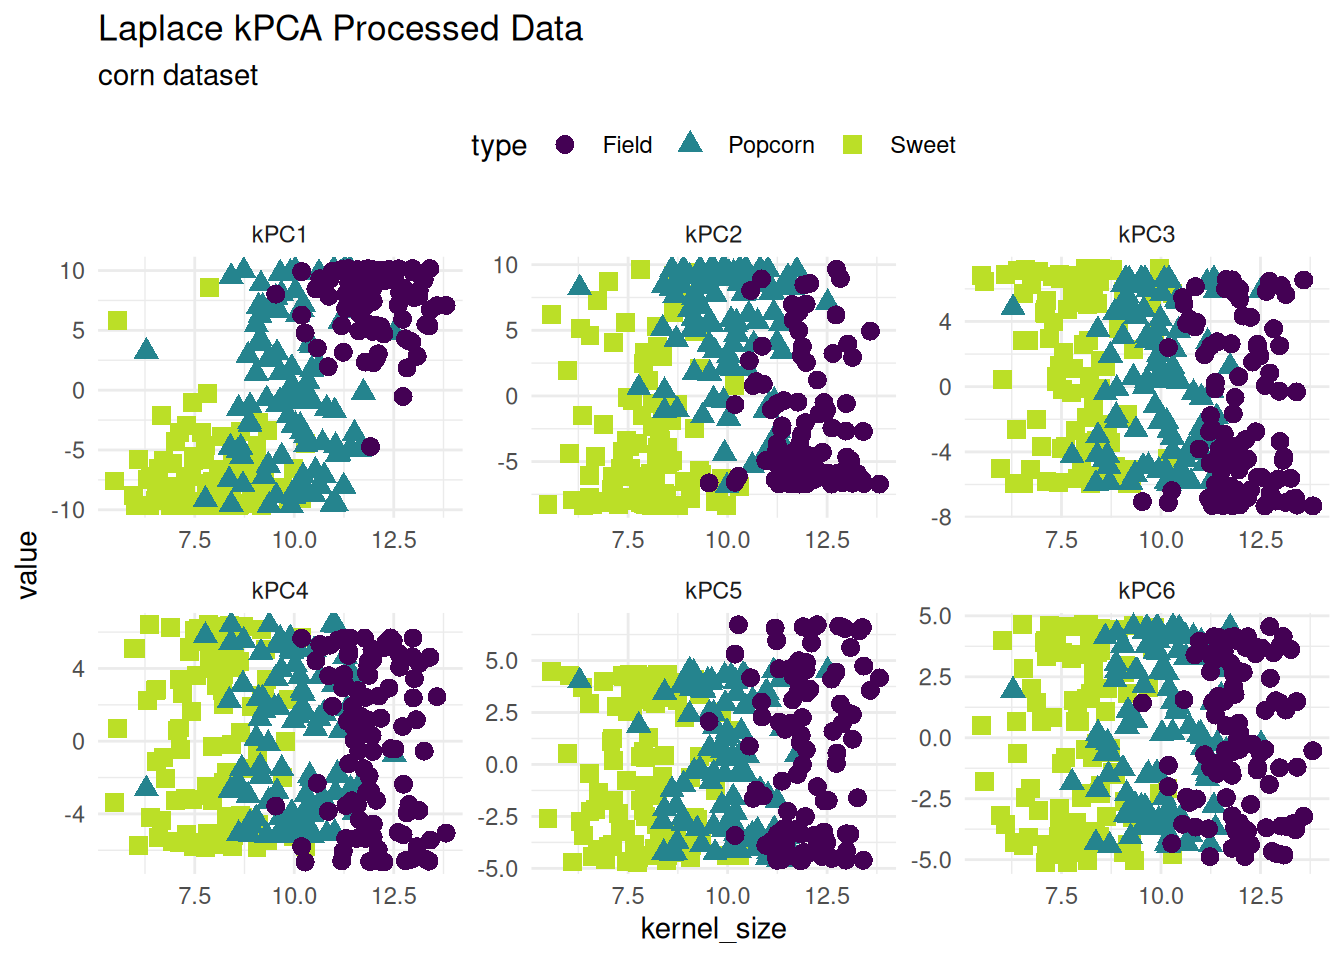 Laplace kPCA Processed Data
corn dataset
type Field Popcorn Sweet
kPC1 kPC2 kPC3
10
5
0
-5
-10
7.5 10.0 12.5
10
5
0
-5
7.5 10.0 12.5
4
0
-4
-8
7.5 10.0 12.5
value
kPC4 kPC5 kPC6
4
0
-4
7.5 10.0 12.5
5.0
2.5
0.0
-2.5
-5.0
7.5 10.0 12.5
5.0
2.5
0.0
-2.5
-5.0
7.5 10.0 12.5
kernel_size